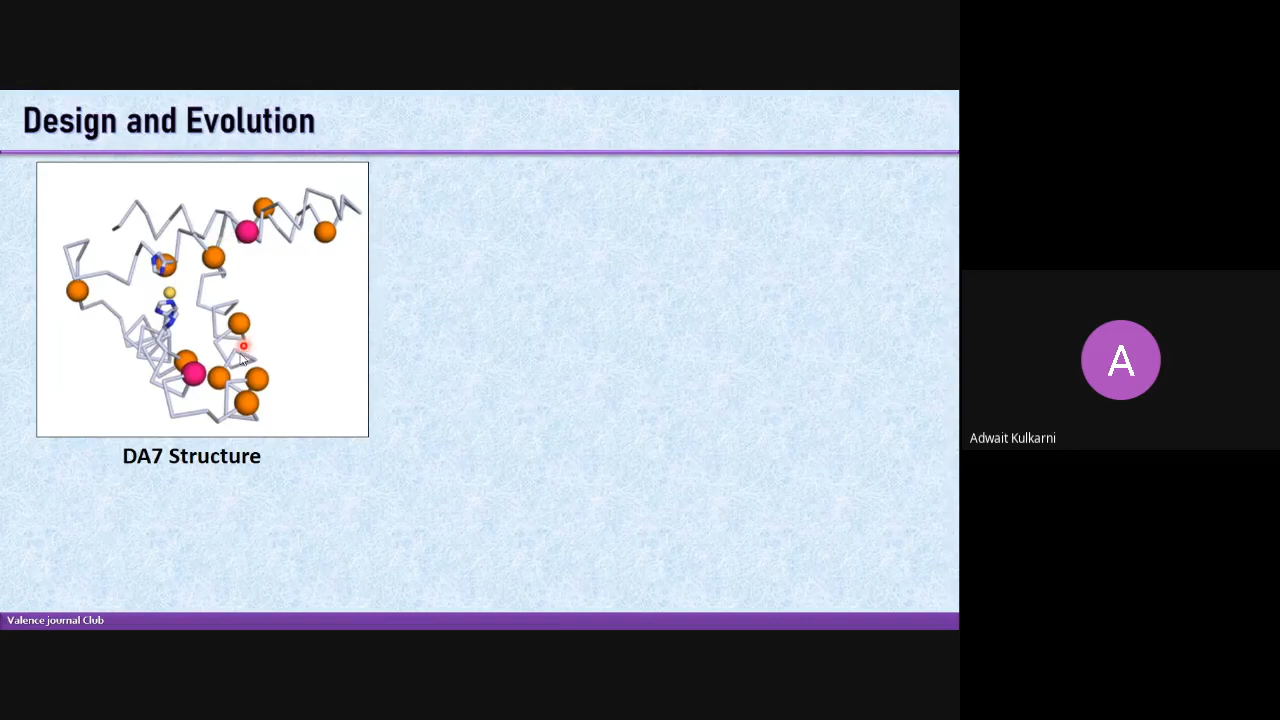 Design and Evolution
DA7 Structure
Valence journal Club
A
Adwait Kulkarni